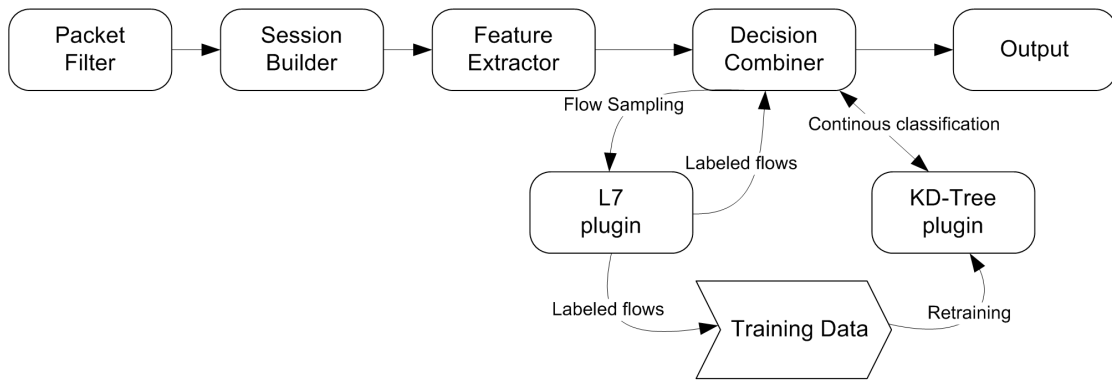 Packet
Filter
Session
Builder
Feature
Extractor
Decision
Combiner
Output
Flow Sampling
Continous classification
Labeled flows
L7
plugin
KD-Tree
plugin
Labeled flows
Training Data
Retraining